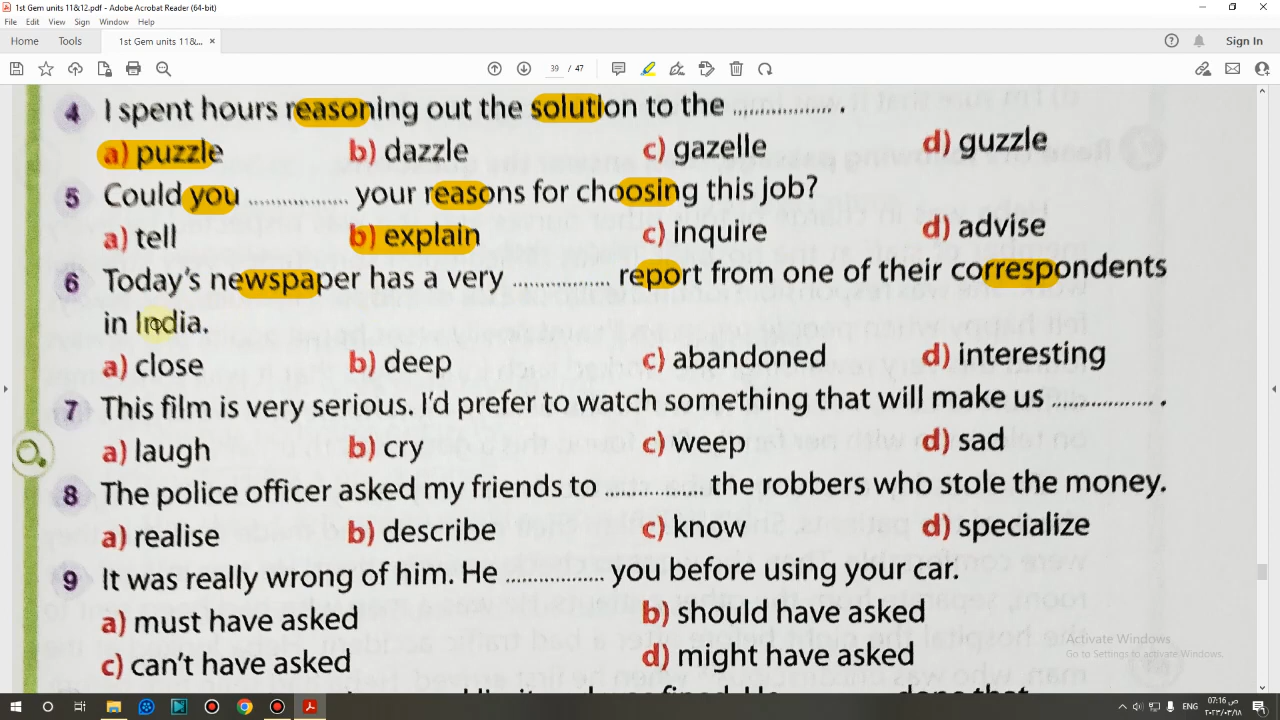 1st Gem units 11&12.pdf - Adobe Acrobat Reader (64-bit)
File Edit View Sign Window Help
Home Tools 1st Gem units 11&... × Sign In
39 / 47
4 I spent hours reasoning out the solution to the .............. .
a) puzzle b) dazzle c) gazelle d) guzzle
5 Could you .............. your reasons for choosing this job?
a) tell b) explain c) inquire d) advise
6 Today's newspaper has a very .............. report from one of their correspondents
in India.
a) close b) deep c) abandoned d) interesting
7 This film is very serious. I'd prefer to watch something that will make us .............. .
a) laugh b) cry c) weep d) sad
8 The police officer asked my friends to .............. the robbers who stole the money.
a) realise b) describe c) know d) specialize
9 It was really wrong of him. He .............. you before using your car.
a) must have asked b) should have asked
c) can't have asked d) might have asked
Activate Windows
Go to Settings to activate Windows.
ENG 07:16 ص
٢٠٢٣/٠٣/١٨